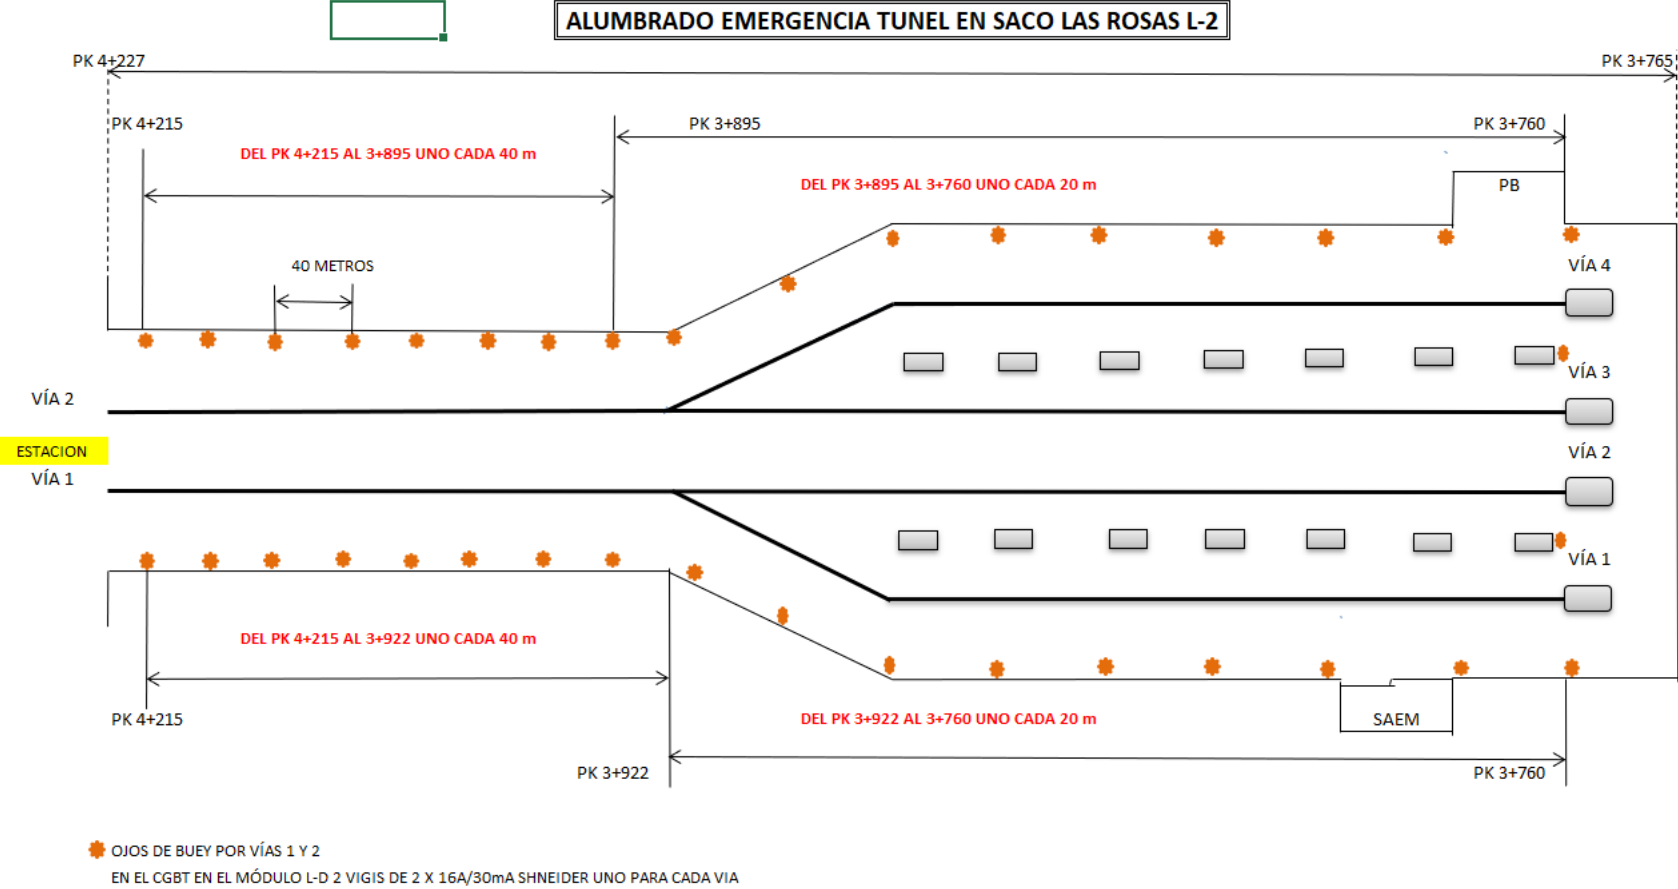 ALUMBRADO EMERGENCIA TUNEL EN SACO LAS ROSAS L-2
PK 4+227
PK 3+765
PK 4+215
PK 3+895
PK 3+760
DEL PK 4+215 AL 3+895 UNO CADA 40 m
DEL PK 3+895 AL 3+760 UNO CADA 20 m
PB
40 METROS
VÍA 4
VÍA 3
VÍA 2
ESTACION
VÍA 2
VÍA 1
VÍA 1
DEL PK 4+215 AL 3+922 UNO CADA 40 m
PK 4+215
DEL PK 3+922 AL 3+760 UNO CADA 20 m
SAEM
PK 3+922
PK 3+760
OJOS DE BUEY POR VÍAS 1 Y 2
EN EL CGBT EN EL MÓDULO L-D 2 VIGIS DE 2 X 16A/30mA SHNEIDER UNO PARA CADA VIA